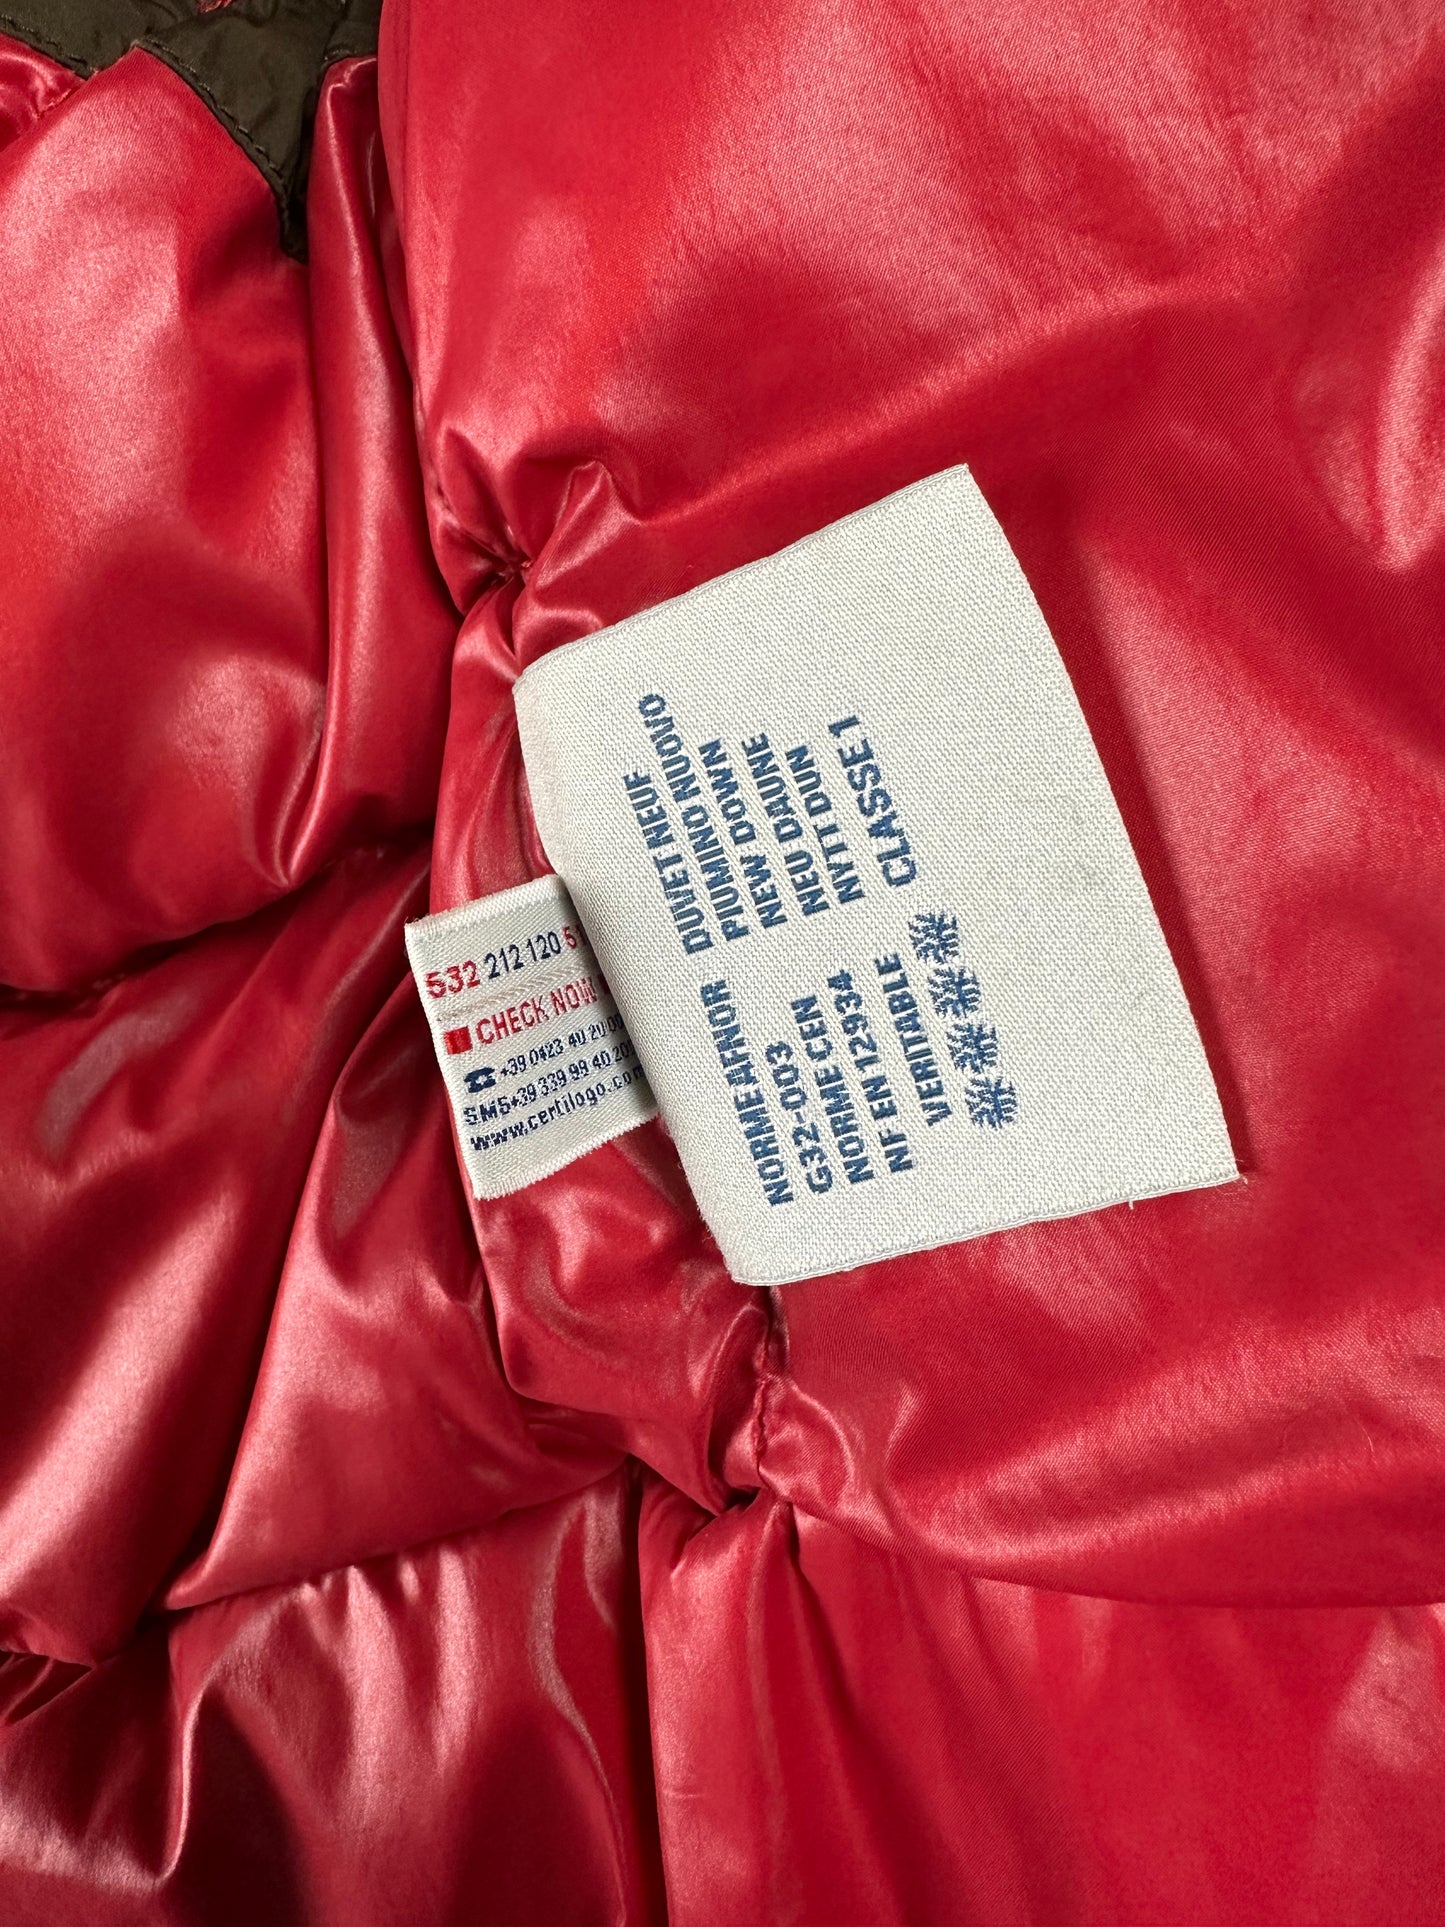 DUVET NEUF
PIUMINO NUOVO
NEW DOWN
NEU DAUNE
NYTT DUN
CLASSE 1
NORME AFNOR
G32-003
NORME CEN
NF EN 12934
VERITABLE
532 212 120
CHECK NOW
+39 0423 40 20 00
SMS+39 339 99 40 20
www.certilogo.com